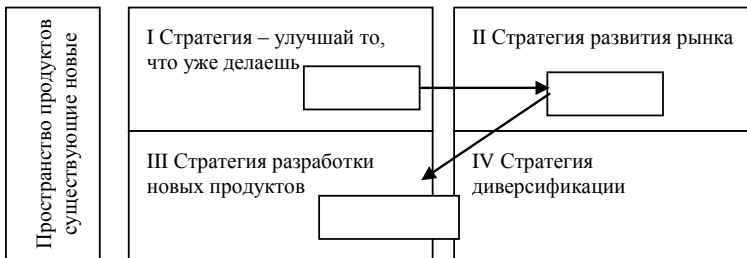 Пространство продуктов
существующие новые
I Стратегия – улучшай то,
что уже делаешь
II Стратегия развития рынка
III Стратегия разработки
новых продуктов
IV Стратегия
диверсификации